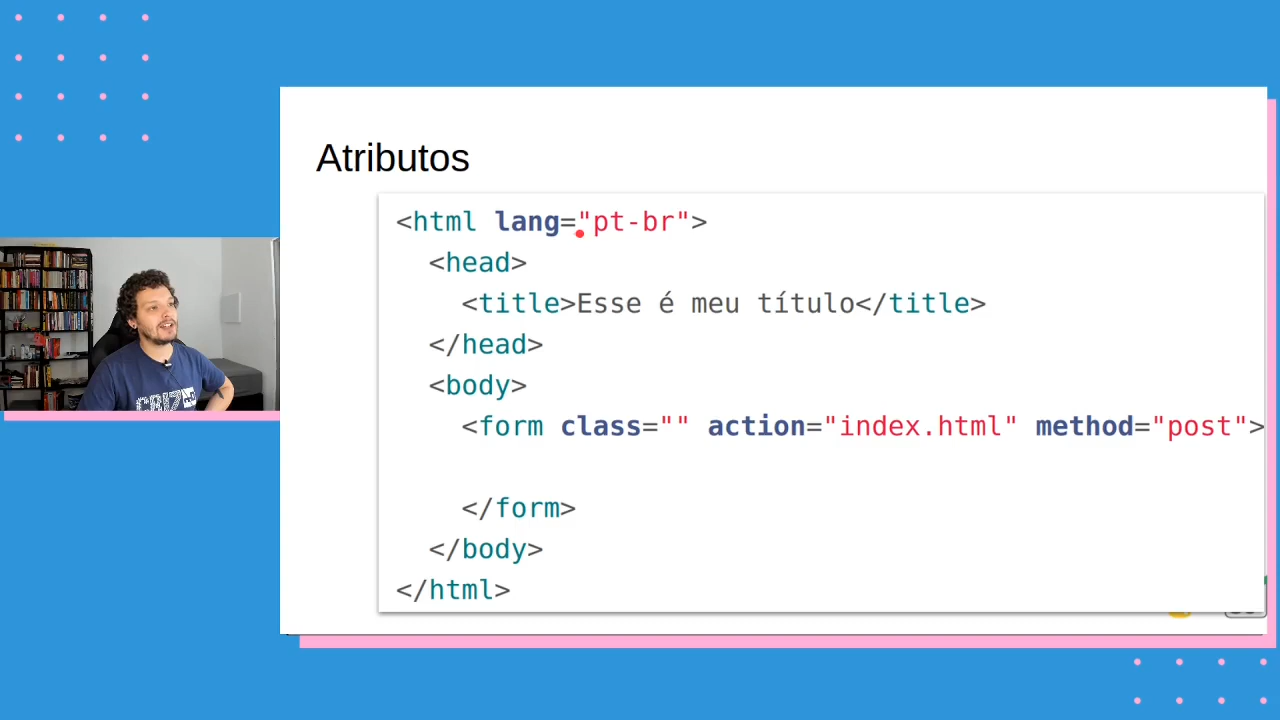 Atributos
<html lang="pt-br">
<head>
<title>Esse é meu título</title>
</head>
<body>
<form class="" action="index.html" method="post">
</form>
</body>
</html>